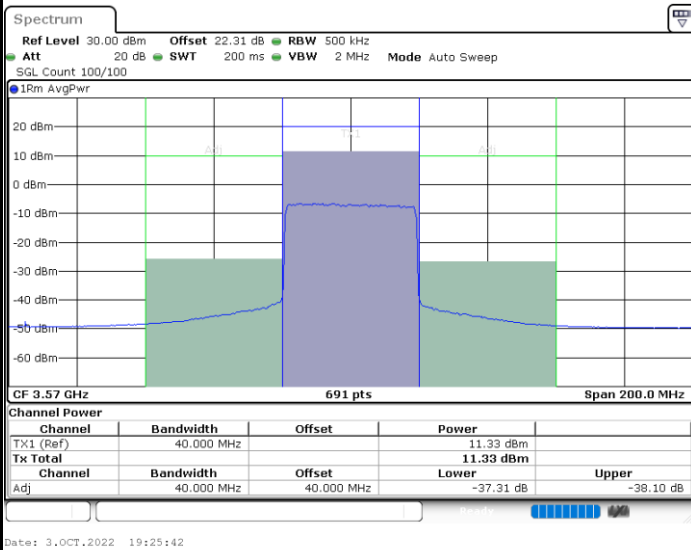 Spectrum
Ref Level 30.00 dBm Offset 22.31 dB RBW 500 kHz
Att 20 dB SWT 200 ms VBW 2 MHz Mode Auto Sweep
SGL Count 100/100
1Rm AvgPwr
20 dBm
TX1
Adj Adj
10 dBm
0 dBm
-10 dBm
-20 dBm
-30 dBm
-40 dBm
-50 dBm
-60 dBm
CF 3.57 GHz 691 pts Span 200.0 MHz
Channel Power
Channel Bandwidth Offset Power
TX1 (Ref) 40.000 MHz 11.33 dBm
Tx Total 11.33 dBm
Channel Bandwidth Offset Lower Upper
Adj 40.000 MHz 40.000 MHz -37.31 dB -38.10 dB
Ready
Date: 3.OCT.2022 19:25:42